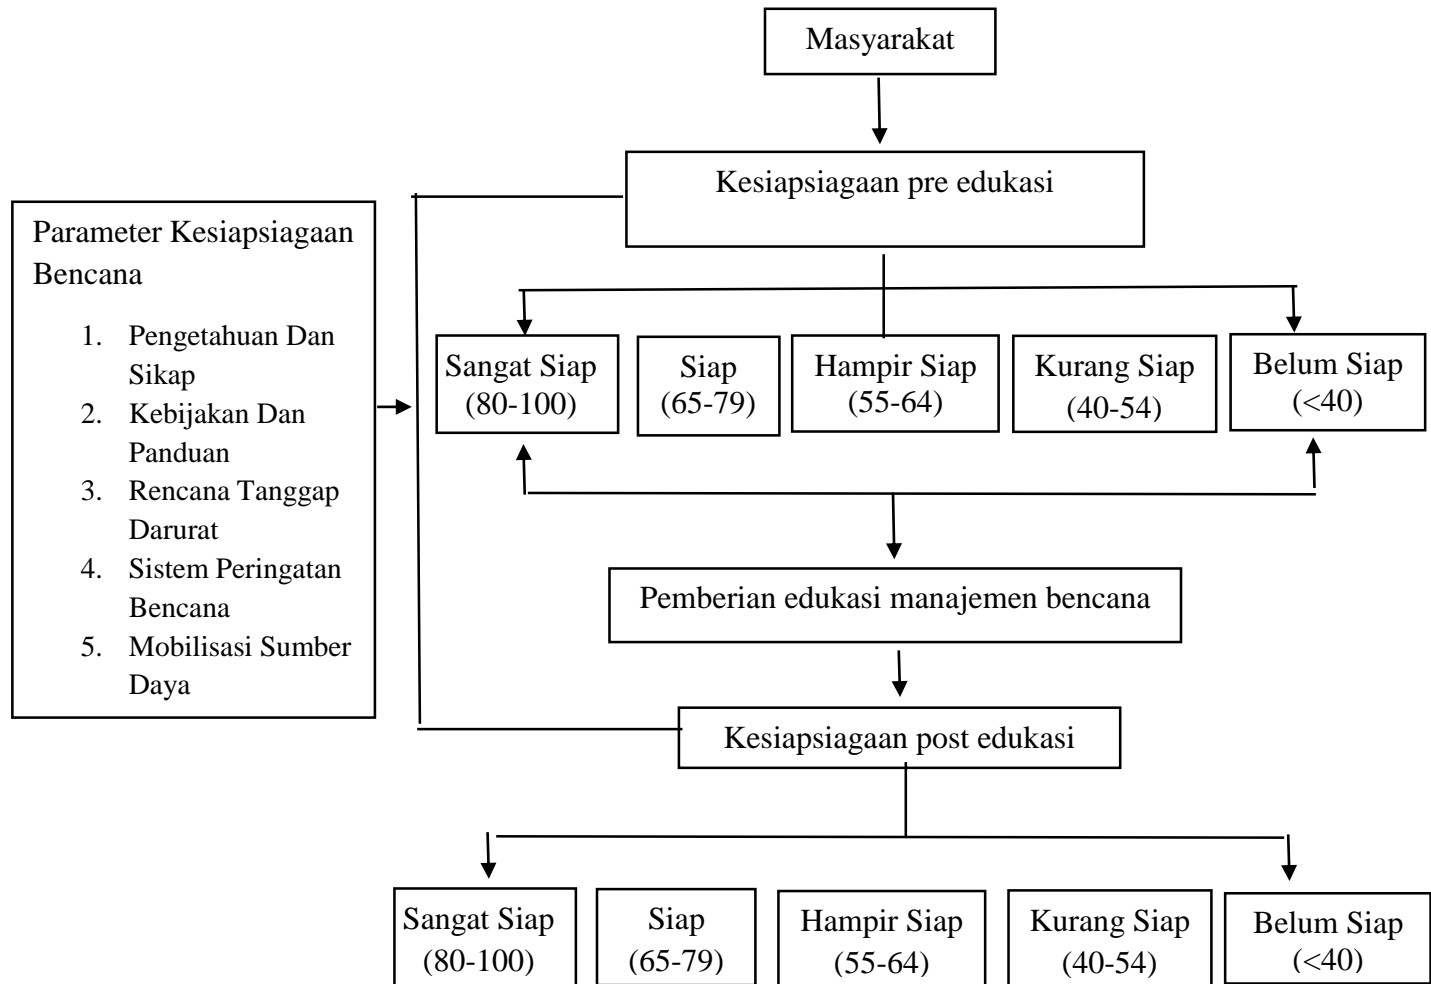 Masyarakat
Kesiapsiagaan pre edukasi
Parameter Kesiapsiagaan
Bencana
1. Pengetahuan Dan
Sikap
2. Kebijakan Dan
Panduan
3. Rencana Tanggap
Darurat
4. Sistem Peringatan
Bencana
5. Mobilisasi Sumber
Daya
Sangat Siap
(80-100)
Siap
(65-79)
Hampir Siap
(55-64)
Kurang Siap
(40-54)
Belum Siap
(<40)
Pemberian edukasi manajemen bencana
Kesiapsiagaan post edukasi
Sangat Siap
(80-100)
Siap
(65-79)
Hampir Siap
(55-64)
Kurang Siap
(40-54)
Belum Siap
(<40)